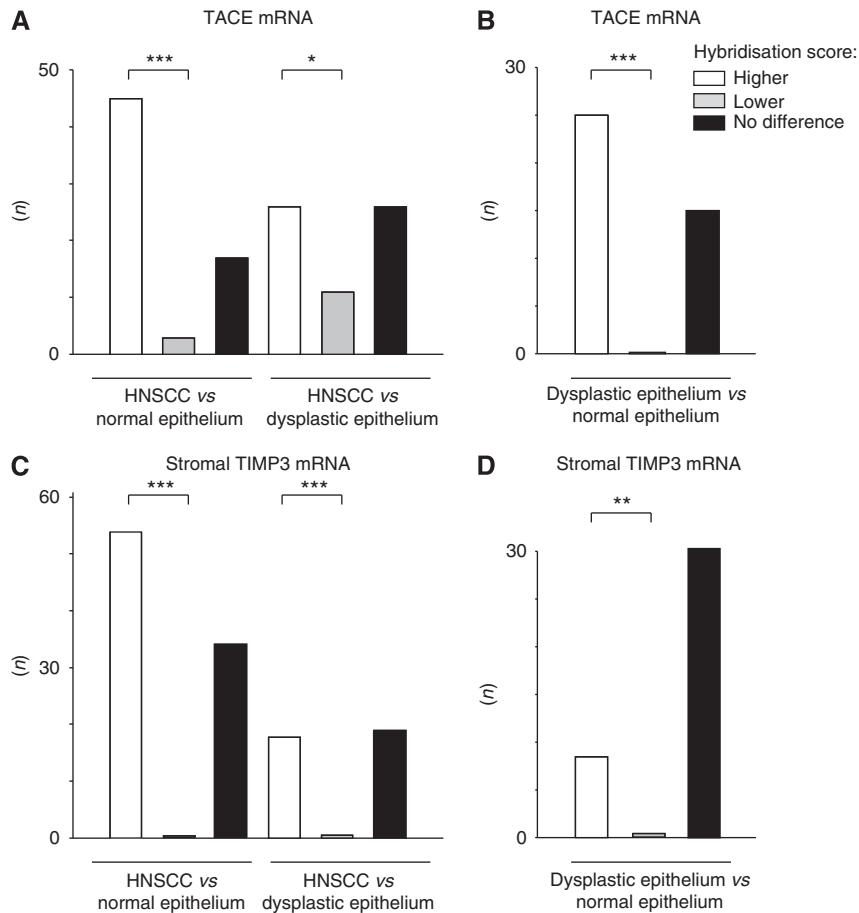 A
TACE mRNA
***
*
50
(n)
0
HNSCC vs
normal epithelium
HNSCC vs
dysplastic epithelium
B
TACE mRNA
Hybridisation score:
Higher
Lower
No difference
***
30
(n)
0
Dysplastic epithelium vs
normal epithelium
C
Stromal TIMP3 mRNA
***
***
60
30
(n)
0
HNSCC vs
normal epithelium
HNSCC vs
dysplastic epithelium
D
Stromal TIMP3 mRNA
**
30
(n)
0
Dysplastic epithelium vs
normal epithelium